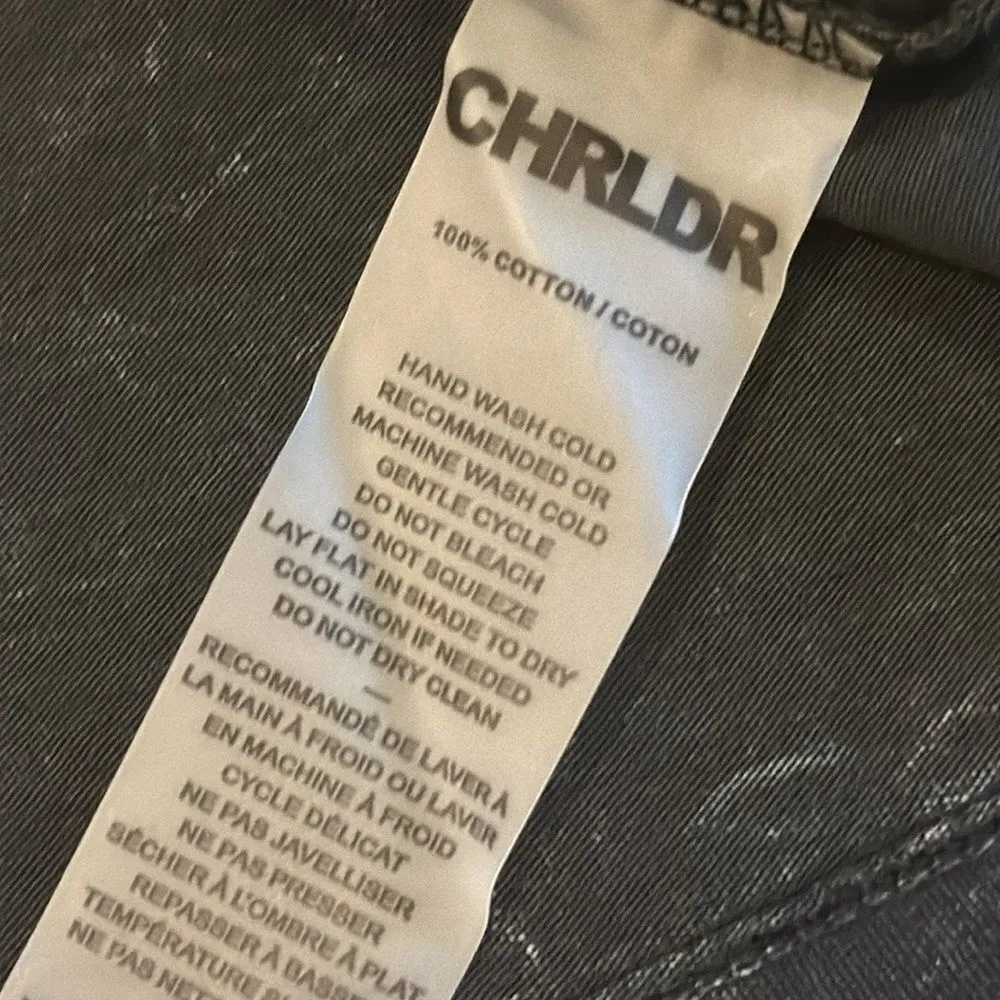 CHRLDR
100% COTTON / COTON
HAND WASH COLD
RECOMMENDED OR
MACHINE WASH COLD
GENTLE CYCLE
DO NOT BLEACH
DO NOT SQUEEZE
LAY FLAT IN SHADE TO DRY
COOL IRON IF NEEDED
DO NOT DRY CLEAN
—
RECOMMANDÉ DE LAVER À
LA MAIN À FROID OU LAVER
EN MACHINE À FROID
CYCLE DÉLICAT
NE PAS JAVELLISER
NE PAS PRESSER
SÉCHER À L'OMBRE À PLAT
REPASSER À BASSE
TEMPÉRATURE
NE PAS